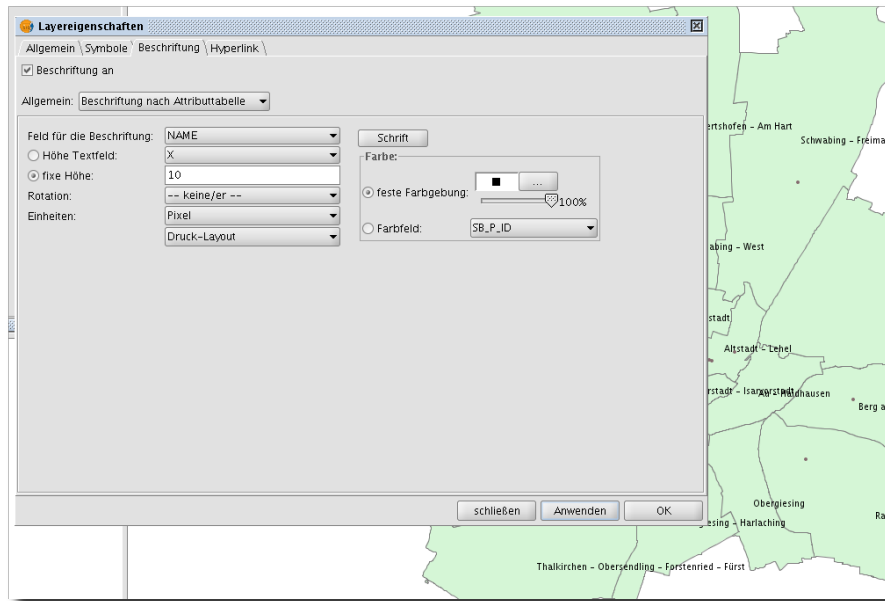 Layereigenschaften
Allgemein Symbole Beschriftung Hyperlink
Beschriftung an
Allgemein: Beschriftung nach Attributtabelle
Feld für die Beschriftung: NAME
Höhe Textfeld: X
fixe Höhe: 10
Rotation: -- keine/er --
Einheiten: Pixel
Druck-Layout
Schrift
Farbe:
feste Farbgebung: ...
100%
Farbfeld: SB_P_ID
schließen Anwenden OK
ertshofen - Am Hart
Schwabing - Freima
abing - West
stadt
Altstadt - Lehel
rstadt - Isarvorstadt
Au - Haidhausen
Berg a
Obergiesing
Ra
esing - Harlaching
Thalkirchen - Obersendling - Forstenried - Fürst